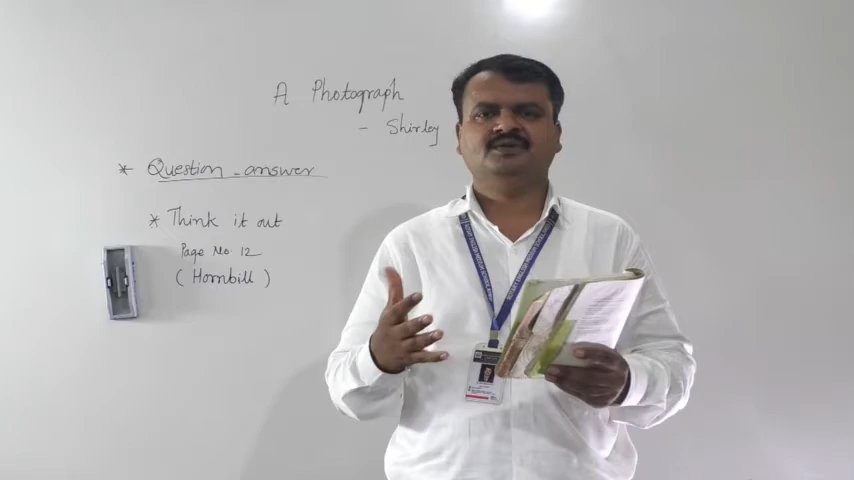 A Photograph
- Shirley
* Question - answer
* Think it out
Page No. 12
( Hornbill )